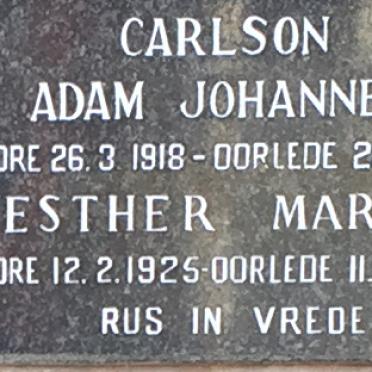 CARLSON
ADAM JOHANNE
ORE 26.3 1918 - OORLEDE 2
ESTHER MAR
ORE 12.2.1925-OORLEDE 11.
RUS IN VREDE